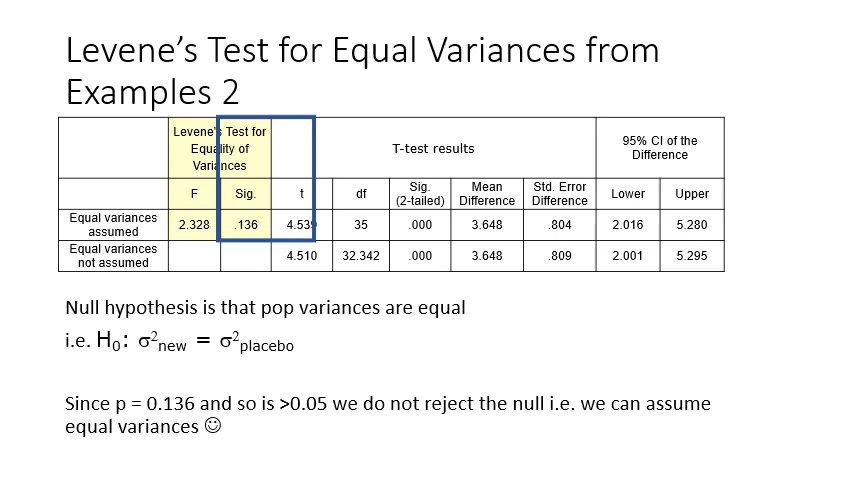 Levene's Test for Equal Variances from
Examples 2
Levene's Test for
Equality of
Variances
T-test results
95% CI of the
Difference
F
Sig.
t
df
Sig.
(2-tailed)
Mean
Difference
Std. Error
Difference
Lower
Upper
Equal variances
assumed
2.328
.136
4.539
35
.000
3.648
.804
2.016
5.280
Equal variances
not assumed
4.510
32.342
.000
3.648
.809
2.001
5.295
Null hypothesis is that pop variances are equal
i.e. H₀: σ²new = σ²placebo
Since p = 0.136 and so is >0.05 we do not reject the null i.e. we can assume
equal variances ☺